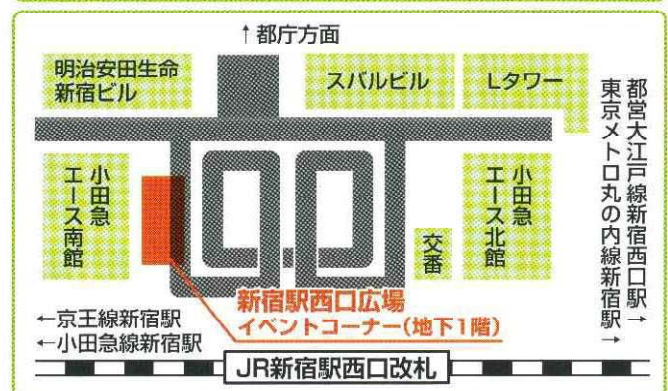 ↑都庁方面
明治安田生命
新宿ビル
スバルビル
Lタワー
都営大江戸線新宿西口駅→
東京メトロ丸の内線新宿駅→
小田急
エース南館
小田急
エース北館
交番
新宿駅西口広場
イベントコーナー(地下1階)
←京王線新宿駅
←小田急線新宿駅
JR新宿駅西口改札